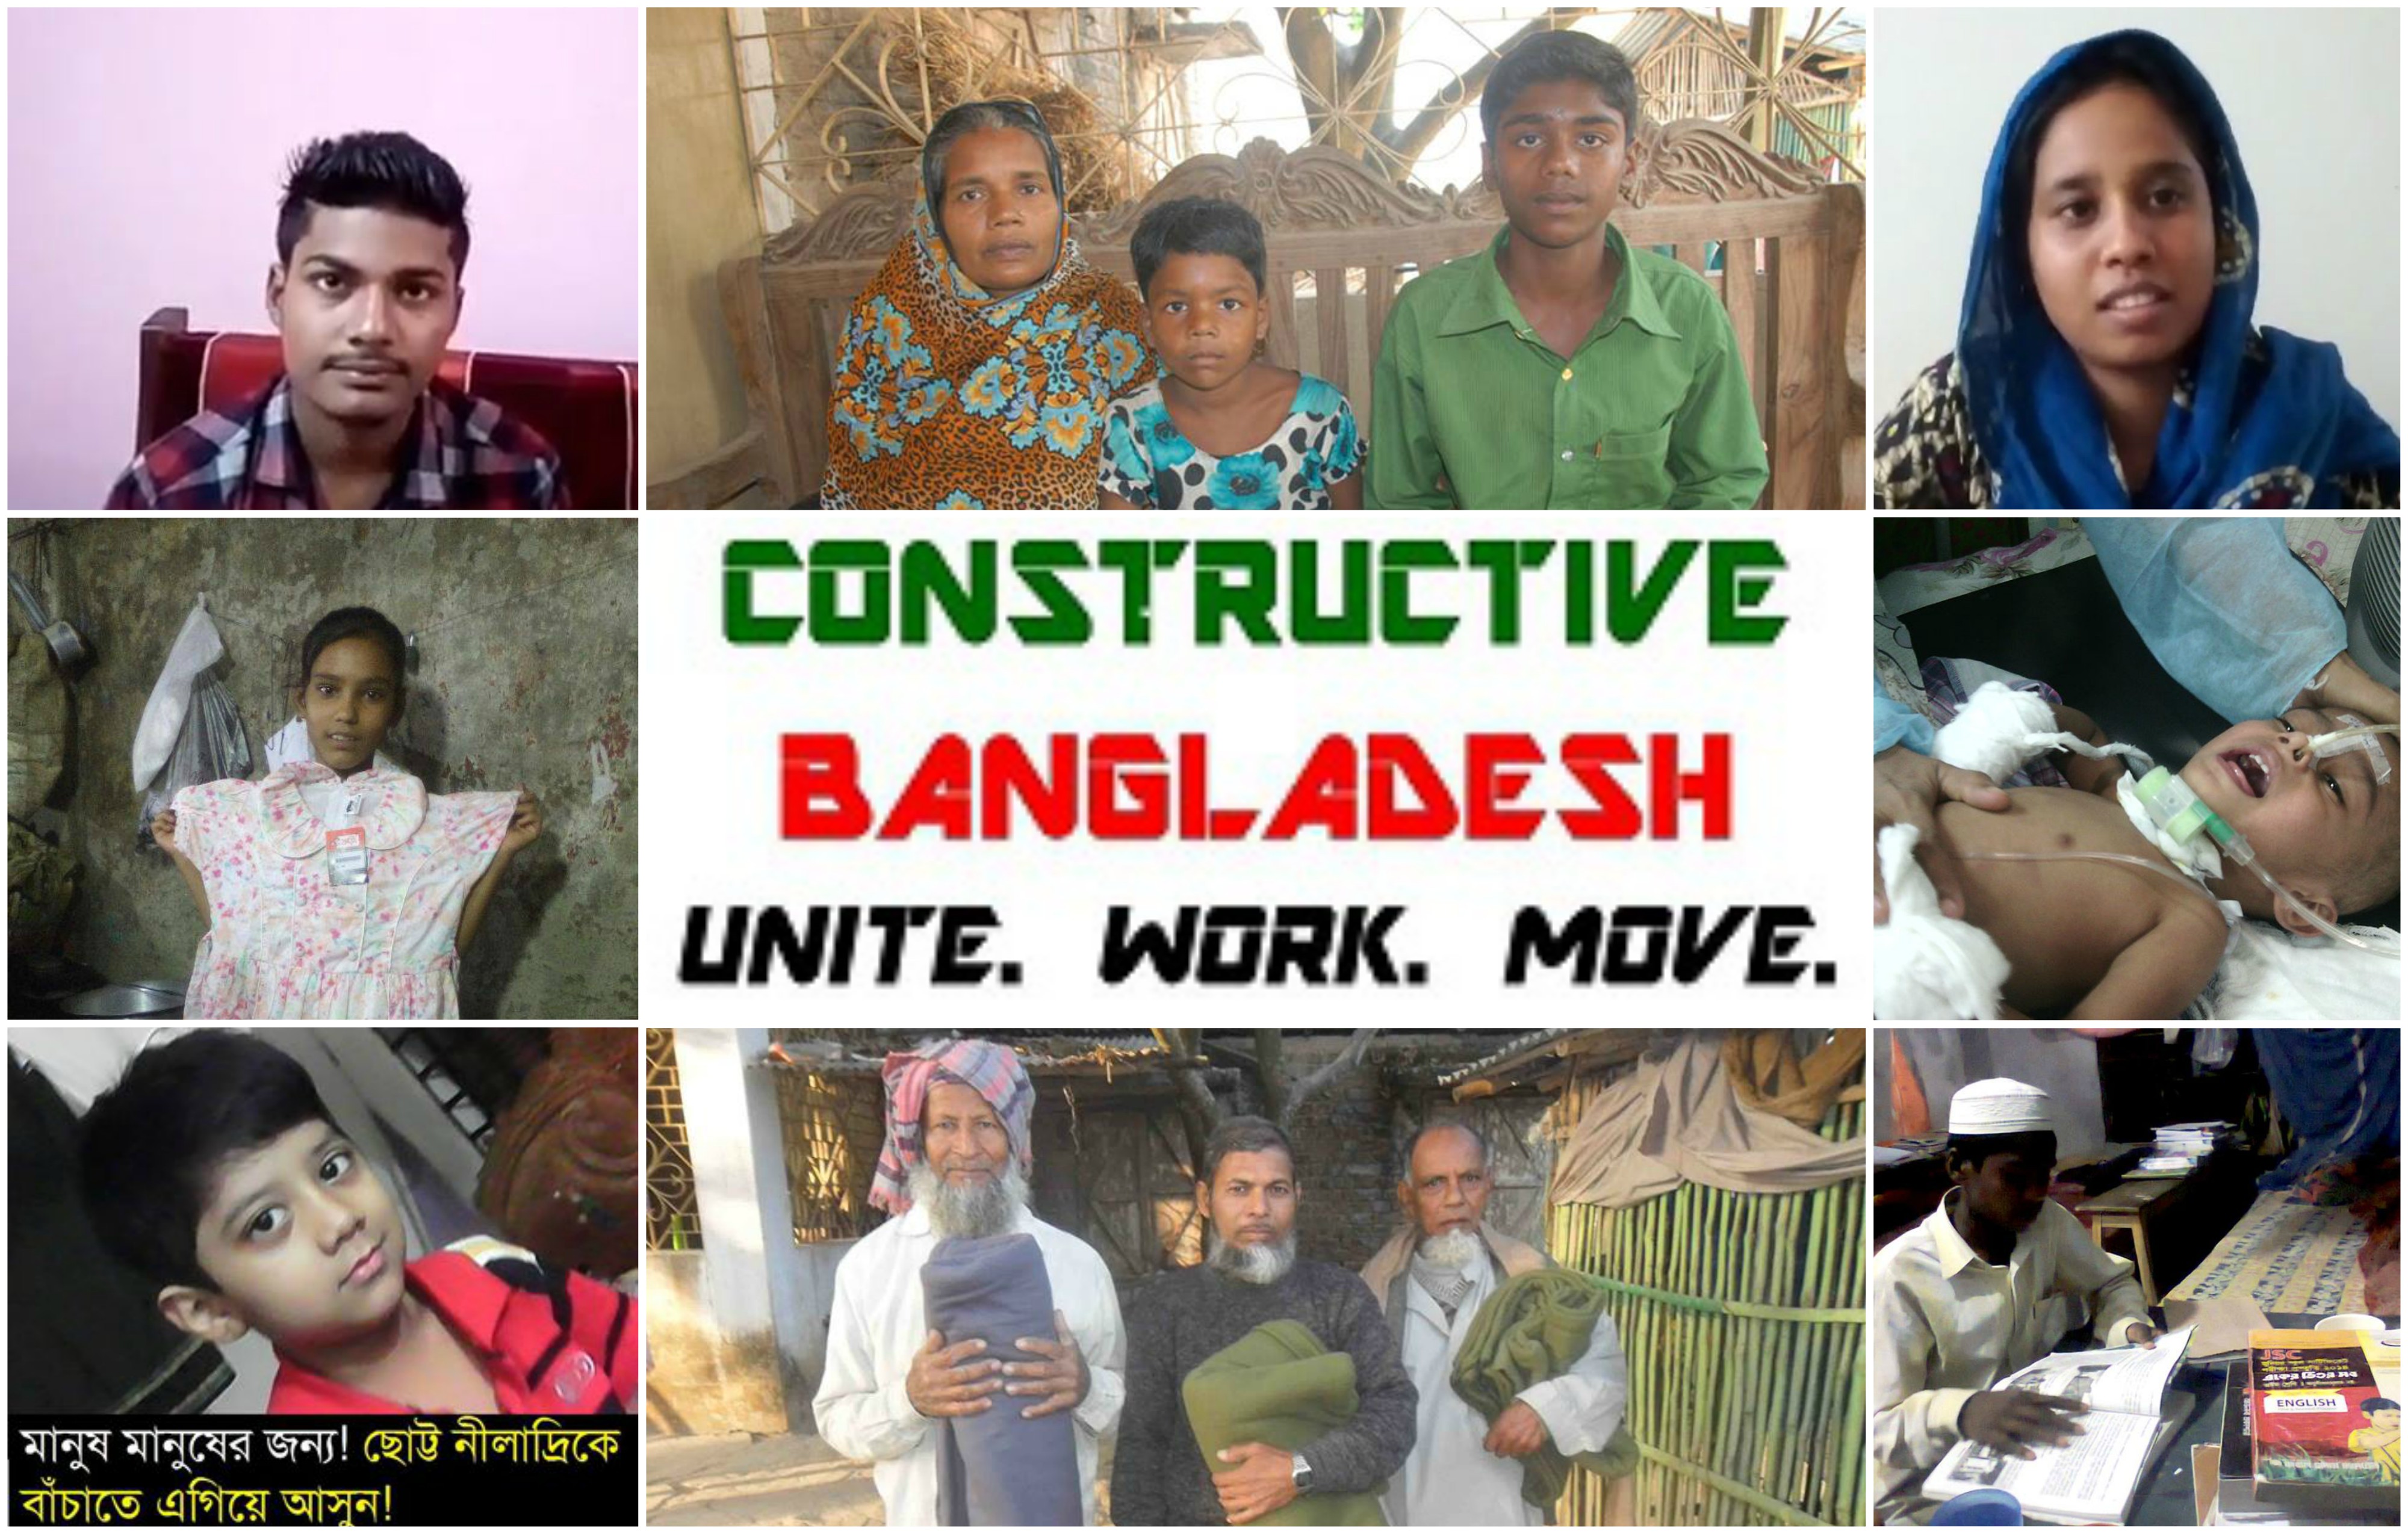 CONSTRUCTIVE
BANGLADESH
UNITE. WORK. MOVE.
মানুষ মানুষের জন্য! ছোট্ট নীলাদ্রিকে
বাঁচাতে এগিয়ে আসুন!
JSC
ENGLISH